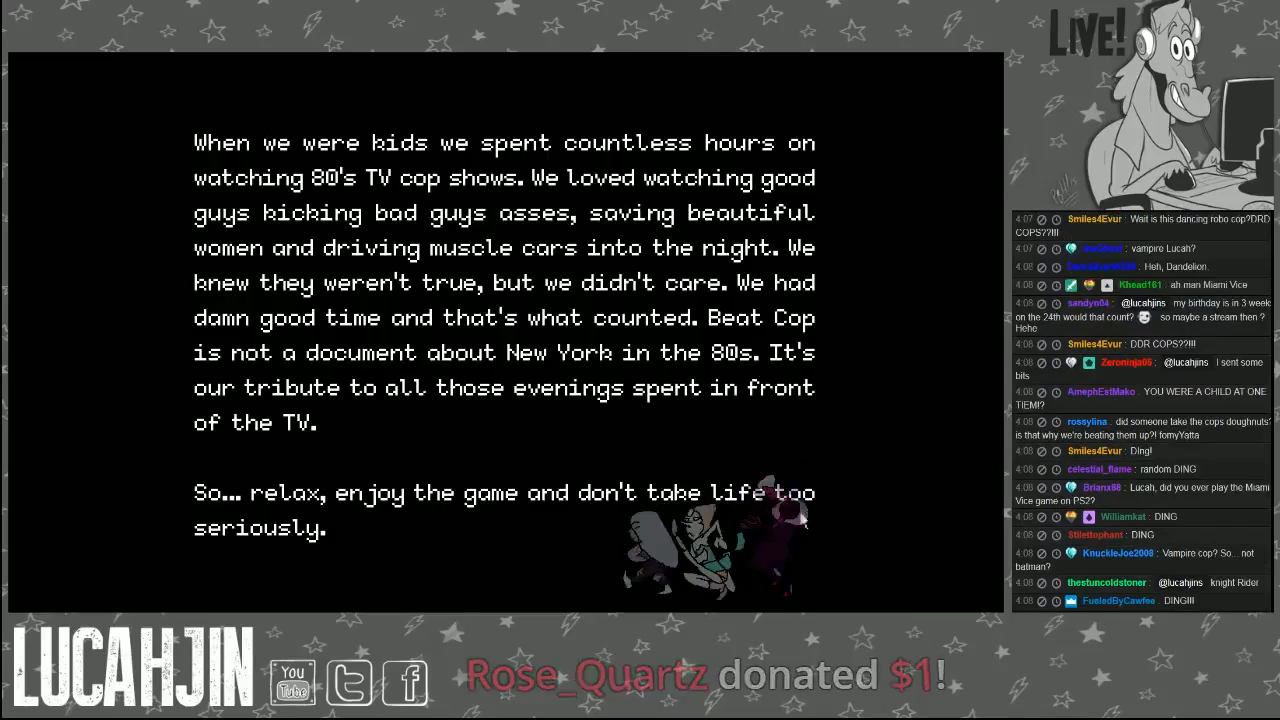 LIVE!
When we were kids we spent countless hours on
watching 80's TV cop shows. We loved watching good
guys kicking bad guys asses, saving beautiful
women and driving muscle cars into the night. We
knew they weren't true, but we didn't care. We had
damn good time and that's what counted. Beat Cop
is not a document about New York in the 80s. It's
our tribute to all those evenings spent in front
of the TV.
So... relax, enjoy the game and don't take life too
seriously.
4:07 Smiles4Evur: Wait is this dancing robo cop?DRD
COPS??!!!
4:07 vampire Lucah?
4:08 Heh, Dandelion.
4:08 Khead161: ah man Miami Vice
4:08 sandyn04: @lucahjins my birthday is in 3 week
on the 24th would that count? so maybe a stream then ?
Hehe
4:08 Smiles4Evur: DDR COPS??!!!
4:08 Zeroninja05: @lucahjins I sent some
bits
4:08 AmephEstMako: YOU WERE A CHILD AT ONE
TIEM!?
4:08 rossylina: did someone take the cops doughnuts?
is that why we're beating them up?! fomyYatta
4:08 Smiles4Evur: Ding!
4:08 celestial_flame: random DING
4:08 Brianx88: Lucah, did you ever play the Miami
Vice game on PS2?
4:08 Williamkat: DING
4:08 Stilettophant: DING
4:08 KnuckleJoe2008: Vampire cop? So... not
batman?
4:08 thestuncoldstoner: @lucahjins knight Rider
4:08 FueledByCawfee: DING!!!
LUCAHJIN
You
Tube
Rose_Quartz donated $1!